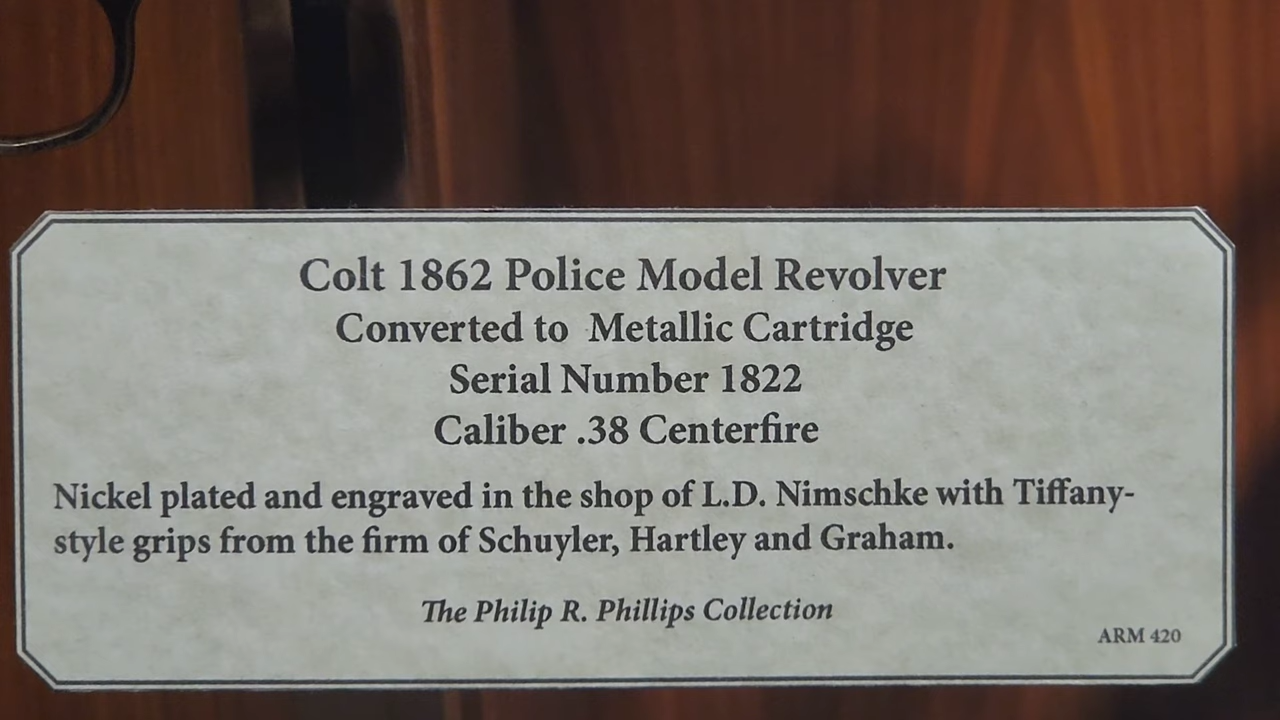 Colt 1862 Police Model Revolver
Converted to Metallic Cartridge
Serial Number 1822
Caliber .38 Centerfire
Nickel plated and engraved in the shop of L.D. Nimschke with Tiffany-
style grips from the firm of Schuyler, Hartley and Graham.
The Philip R. Phillips Collection
ARM 420